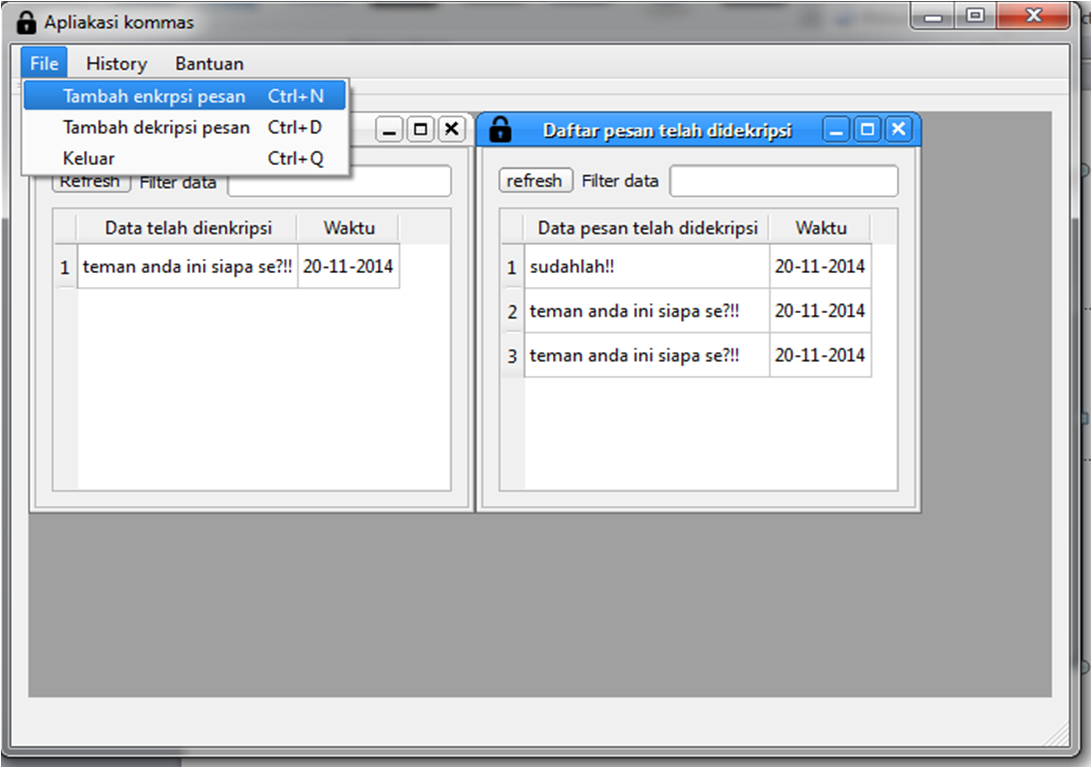 Apliakasi kommas
File History Bantuan
Tambah enkrpsi pesan Ctrl+N
Tambah dekripsi pesan Ctrl+D
Keluar Ctrl+Q
Daftar pesan telah didekripsi
Refresh Filter data
refresh Filter data
Data telah dienkripsi Waktu
1 teman anda ini siapa se?!! 20-11-2014
Data pesan telah didekripsi Waktu
1 sudahlah!! 20-11-2014
2 teman anda ini siapa se?!! 20-11-2014
3 teman anda ini siapa se?!! 20-11-2014